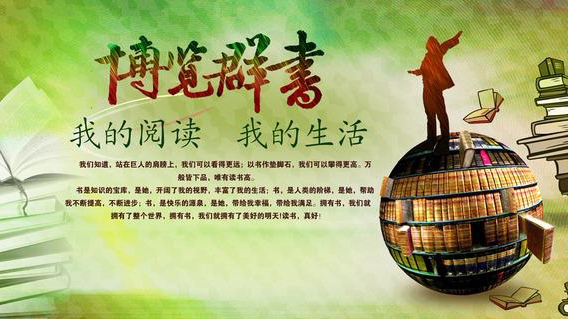 博览群書
我的阅读 我的生活
我们知道，站在巨人的肩膀上，我们可以看得更远；以书作垫脚石，我们可以攀得更高。万
般皆下品，唯有读书高。
书是知识的宝库，是她，开阔了我的视野，丰富了我的生活；书，是人类的阶梯，是她，帮助
我不断提高、不断进步；书，是快乐的源泉，是她，带给我幸福，带给我满足。拥有书，我们就
拥有了整个世界，拥有书，我们就拥有了美好的明天！读书，真好！